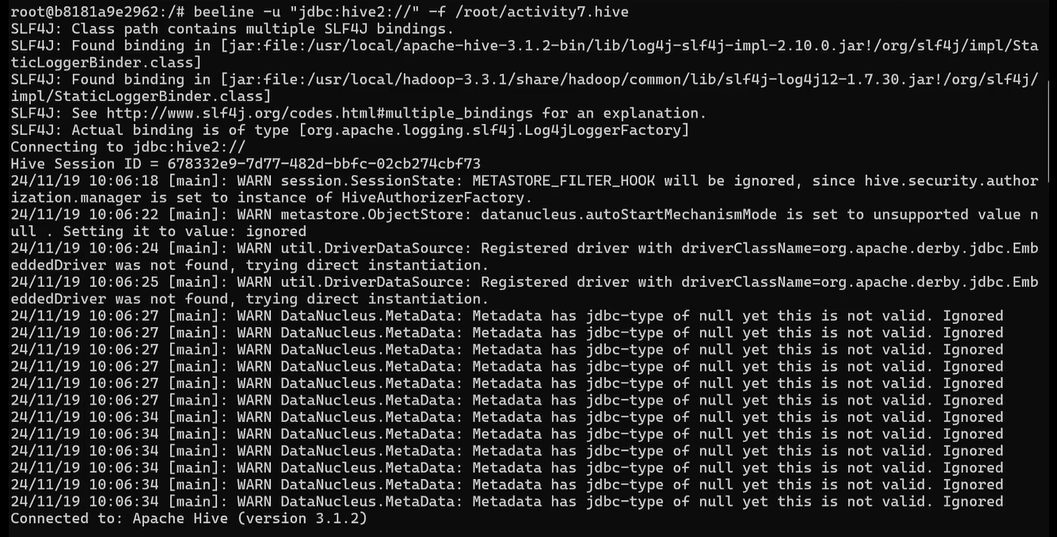 root@b8181a9e2962:/# beeline -u "jdbc:hive2://" -f /root/activity7.hive
SLF4J: Class path contains multiple SLF4J bindings.
SLF4J: Found binding in [jar:file:/usr/local/apache-hive-3.1.2-bin/lib/log4j-slf4j-impl-2.10.0.jar!/org/slf4j/impl/Sta
ticLoggerBinder.class]
SLF4J: Found binding in [jar:file:/usr/local/hadoop-3.3.1/share/hadoop/common/lib/slf4j-log4j12-1.7.30.jar!/org/slf4j/
impl/StaticLoggerBinder.class]
SLF4J: See http://www.slf4j.org/codes.html#multiple_bindings for an explanation.
SLF4J: Actual binding is of type [org.apache.logging.slf4j.Log4jLoggerFactory]
Connecting to jdbc:hive2://
Hive Session ID = 678332e9-7d77-482d-bbfc-02cb274cbf73
24/11/19 10:06:18 [main]: WARN session.SessionState: METASTORE_FILTER_HOOK will be ignored, since hive.security.author
ization.manager is set to instance of HiveAuthorizerFactory.
24/11/19 10:06:22 [main]: WARN metastore.ObjectStore: datanucleus.autoStartMechanismMode is set to unsupported value n
ull . Setting it to value: ignored
24/11/19 10:06:24 [main]: WARN util.DriverDataSource: Registered driver with driverClassName=org.apache.derby.jdbc.Emb
eddedDriver was not found, trying direct instantiation.
24/11/19 10:06:25 [main]: WARN util.DriverDataSource: Registered driver with driverClassName=org.apache.derby.jdbc.Emb
eddedDriver was not found, trying direct instantiation.
24/11/19 10:06:27 [main]: WARN DataNucleus.MetaData: Metadata has jdbc-type of null yet this is not valid. Ignored
24/11/19 10:06:27 [main]: WARN DataNucleus.MetaData: Metadata has jdbc-type of null yet this is not valid. Ignored
24/11/19 10:06:27 [main]: WARN DataNucleus.MetaData: Metadata has jdbc-type of null yet this is not valid. Ignored
24/11/19 10:06:27 [main]: WARN DataNucleus.MetaData: Metadata has jdbc-type of null yet this is not valid. Ignored
24/11/19 10:06:27 [main]: WARN DataNucleus.MetaData: Metadata has jdbc-type of null yet this is not valid. Ignored
24/11/19 10:06:27 [main]: WARN DataNucleus.MetaData: Metadata has jdbc-type of null yet this is not valid. Ignored
24/11/19 10:06:34 [main]: WARN DataNucleus.MetaData: Metadata has jdbc-type of null yet this is not valid. Ignored
24/11/19 10:06:34 [main]: WARN DataNucleus.MetaData: Metadata has jdbc-type of null yet this is not valid. Ignored
24/11/19 10:06:34 [main]: WARN DataNucleus.MetaData: Metadata has jdbc-type of null yet this is not valid. Ignored
24/11/19 10:06:34 [main]: WARN DataNucleus.MetaData: Metadata has jdbc-type of null yet this is not valid. Ignored
24/11/19 10:06:34 [main]: WARN DataNucleus.MetaData: Metadata has jdbc-type of null yet this is not valid. Ignored
24/11/19 10:06:34 [main]: WARN DataNucleus.MetaData: Metadata has jdbc-type of null yet this is not valid. Ignored
Connected to: Apache Hive (version 3.1.2)